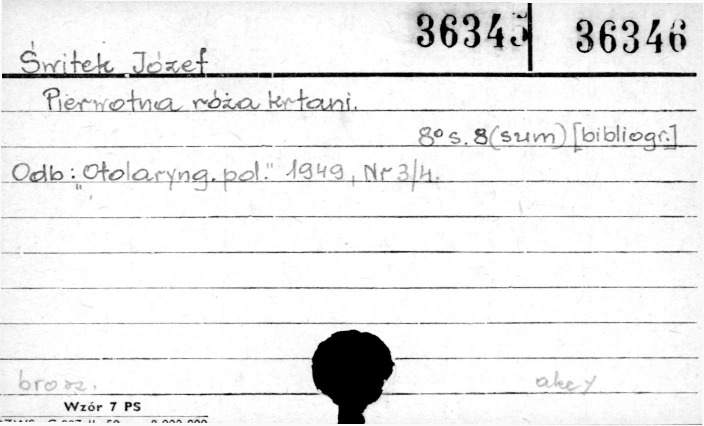 36345 36346
Świtek Józef
Pierwotna róża krtani.
8° s. 8 (sum) [bibliogr.]
Odb: „Otolaryng. pol." 1949, Nr 3/4.
brosz.
Wzór 7 PS